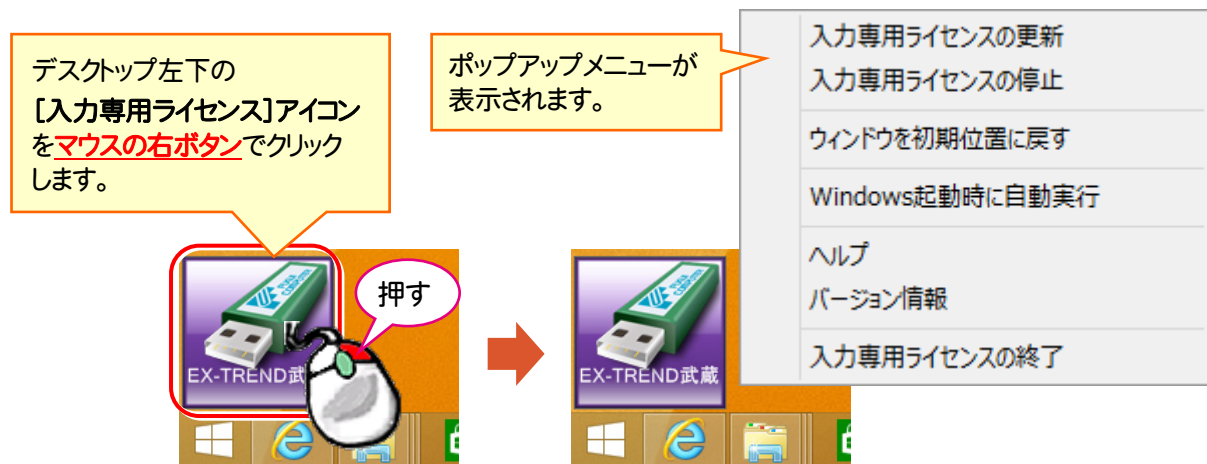 デスクトップ左下の
［入力専用ライセンス］アイコン
をマウスの右ボタンでクリック
します。
ポップアップメニューが
表示されます。
入力専用ライセンスの更新
入力専用ライセンスの停止
ウィンドウを初期位置に戻す
Windows起動時に自動実行
ヘルプ
バージョン情報
入力専用ライセンスの終了
押す
EX-TREND武
EX-TREND武蔵